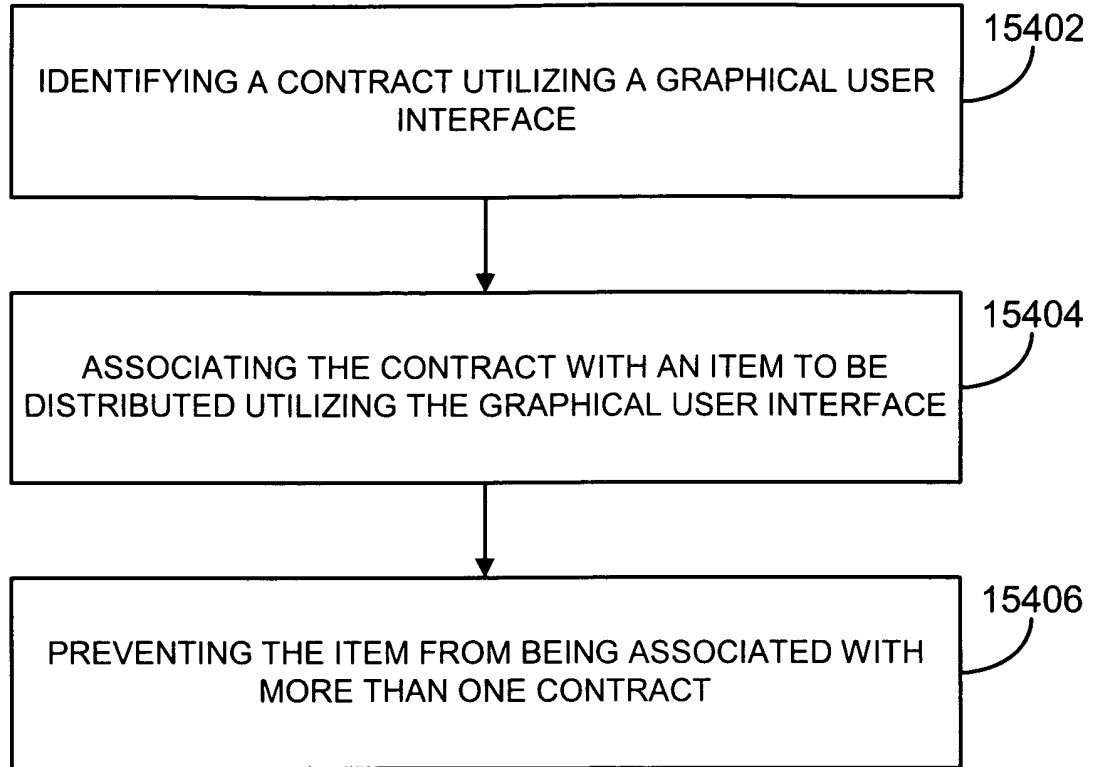 15402
IDENTIFYING A CONTRACT UTILIZING A GRAPHICAL USER
INTERFACE
15404
ASSOCIATING THE CONTRACT WITH AN ITEM TO BE
DISTRIBUTED UTILIZING THE GRAPHICAL USER INTERFACE
15406
PREVENTING THE ITEM FROM BEING ASSOCIATED WITH
MORE THAN ONE CONTRACT